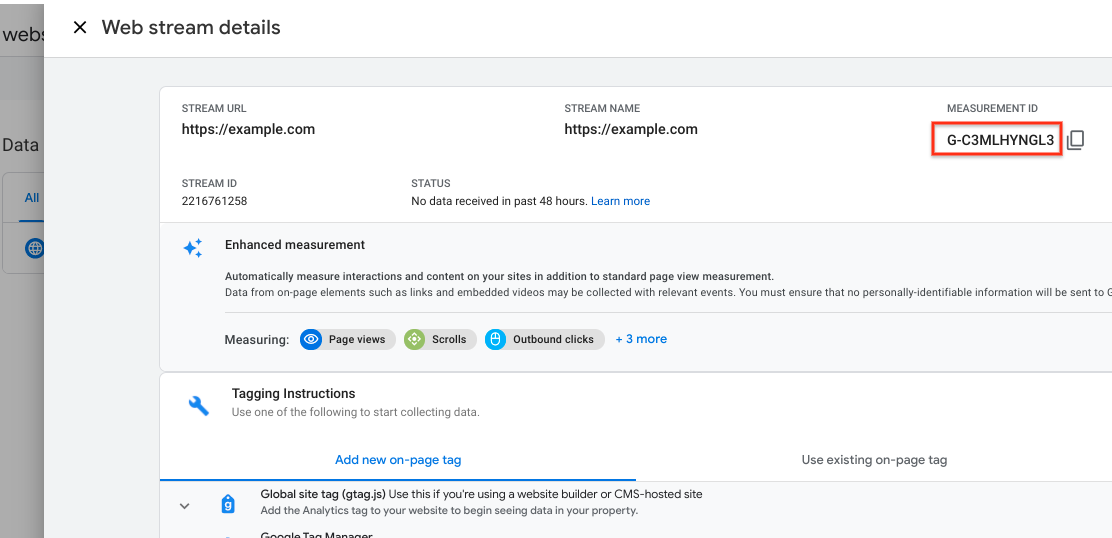 Web stream details
webs
Data
All
STREAM URL
STREAM NAME
MEASUREMENT ID
https://example.com
https://example.com
G-C3MLHYNGL3
STREAM ID
STATUS
2216761258
No data received in past 48 hours. Learn more
Enhanced measurement
Automatically measure interactions and content on your sites in addition to standard page view measurement.
Data from on-page elements such as links and embedded videos may be collected with relevant events. You must ensure that no personally-identifiable information will be sent to G
Measuring:
Page views
Scrolls
Outbound clicks
+ 3 more
Tagging Instructions
Use one of the following to start collecting data.
Add new on-page tag
Use existing on-page tag
g
Global site tag (gtag.js) Use this if you're using a website builder or CMS-hosted site
Add the Analytics tag to your website to begin seeing data in your property.
Google Tag Manager